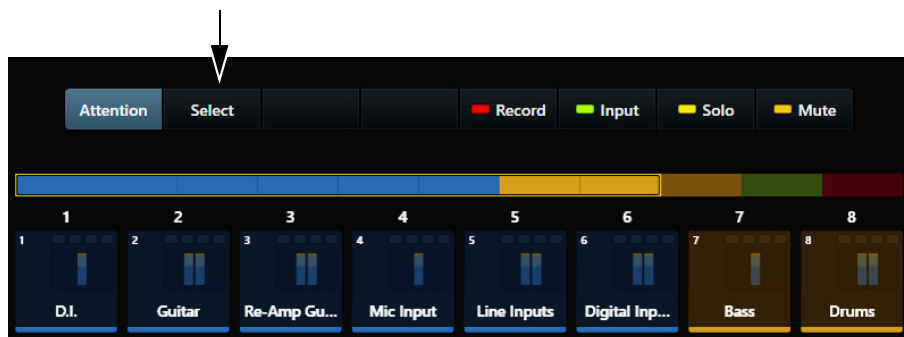 Attention Select Record Input Solo Mute
1 2 3 4 5 6 7 8
1 2 3 4 5 6 7 8
D.I. Guitar Re-Amp Gu... Mic Input Line Inputs Digital Inp... Bass Drums